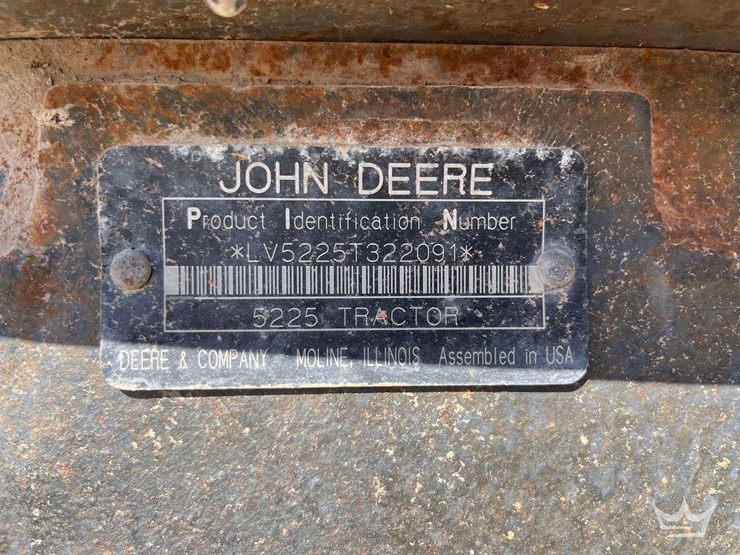 JOHN DEERE
Product Identification Number
*LV5225T322091*
5225 TRACTOR
DEERE & COMPANY MOLINE, ILLINOIS Assembled in USA